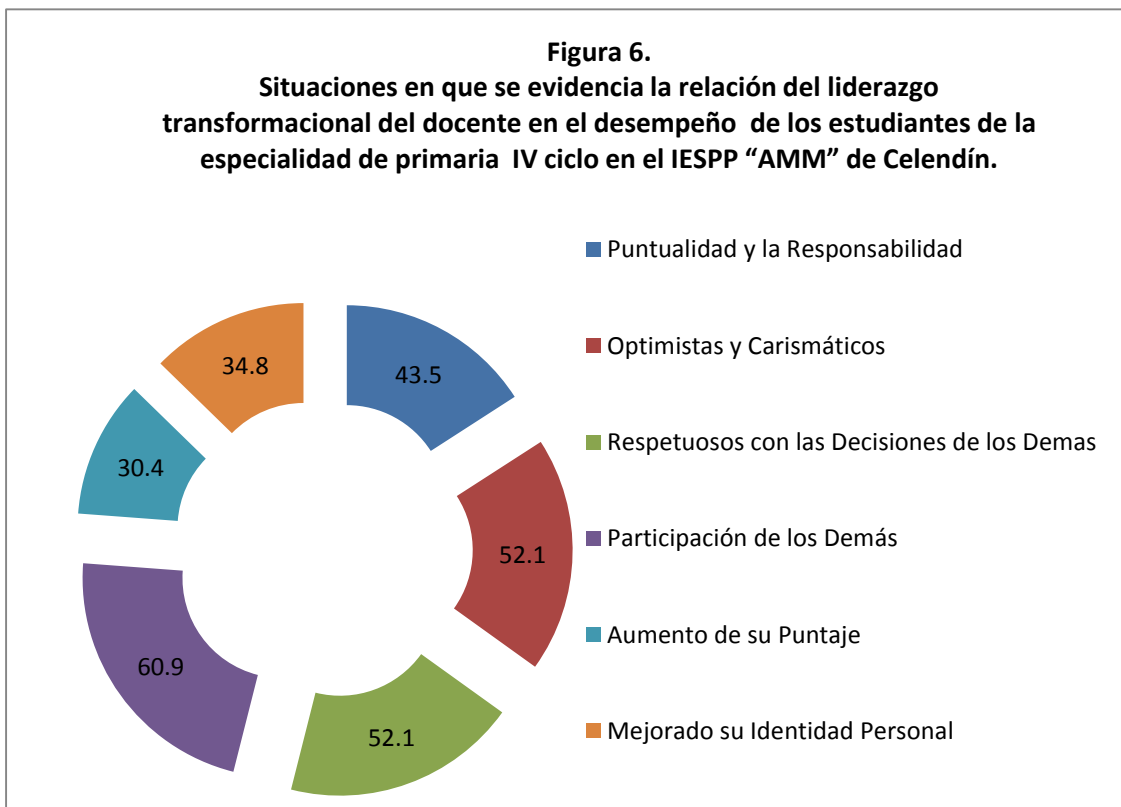 Figura 6.
Situaciones en que se evidencia la relación del liderazgo
transformacional del docente en el desempeño de los estudiantes de la
especialidad de primaria IV ciclo en el IESPP “AMM” de Celendín.
Puntualidad y la Responsabilidad
Optimistas y Carismáticos
Respetuosos con las Decisiones de los Demas
Participación de los Demás
Aumento de su Puntaje
Mejorado su Identidad Personal
43.5
52.1
52.1
60.9
30.4
34.8